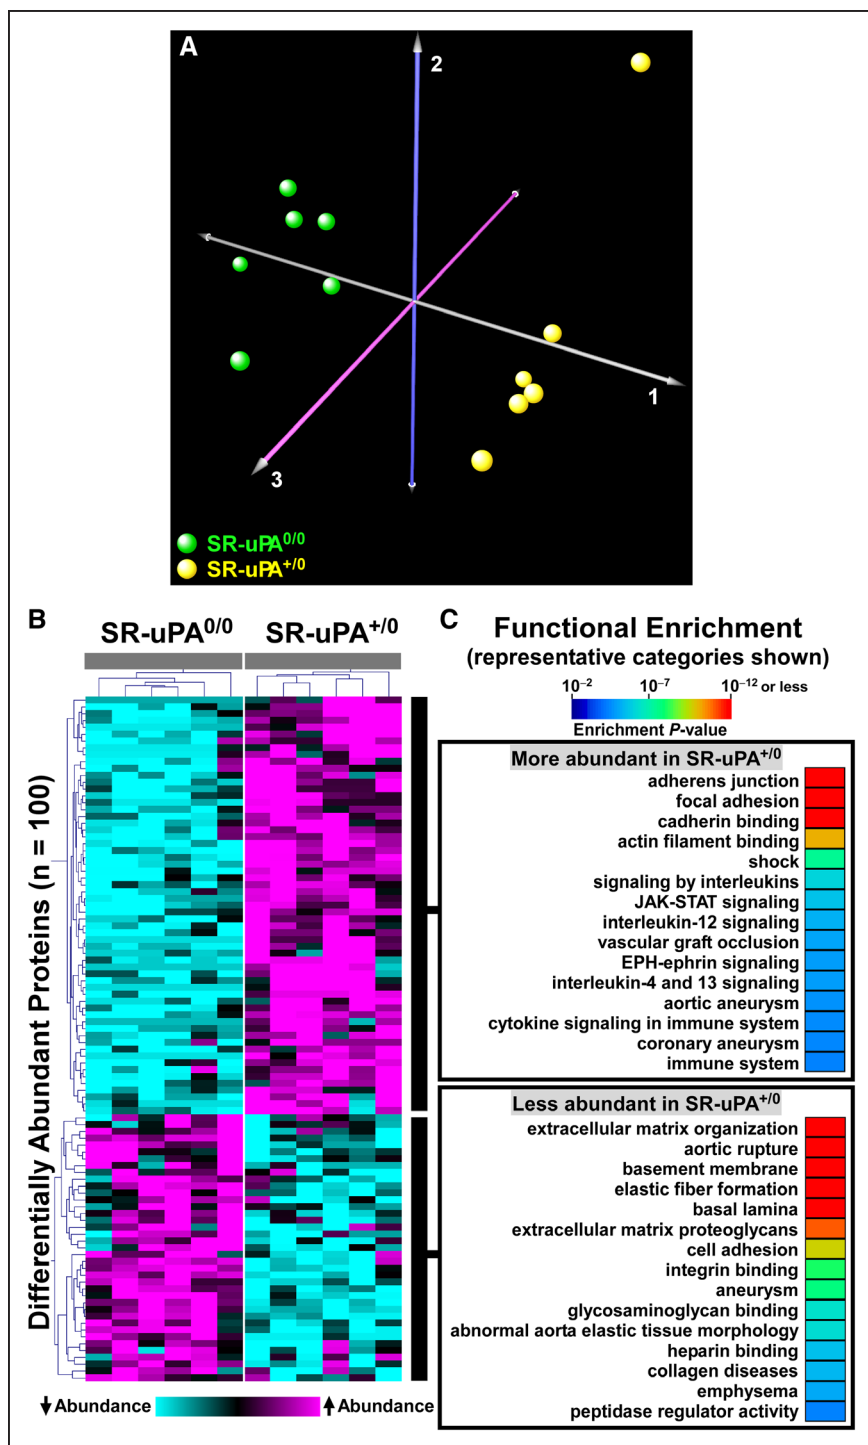 A
2
1
3
SR-uPA0/0
SR-uPA+/0
B
SR-uPA0/0
SR-uPA+/0
Differentially Abundant Proteins (n = 100)
Abundance
Abundance
C
Functional Enrichment
(representative categories shown)
10−2
10−7
10−12 or less
Enrichment P-value
More abundant in SR-uPA+/0
adherens junction
focal adhesion
cadherin binding
actin filament binding
shock
signaling by interleukins
JAK-STAT signaling
interleukin-12 signaling
vascular graft occlusion
EPH-ephrin signaling
interleukin-4 and 13 signaling
aortic aneurysm
cytokine signaling in immune system
coronary aneurysm
immune system
Less abundant in SR-uPA+/0
extracellular matrix organization
aortic rupture
basement membrane
elastic fiber formation
basal lamina
extracellular matrix proteoglycans
cell adhesion
integrin binding
aneurysm
glycosaminoglycan binding
abnormal aorta elastic tissue morphology
heparin binding
collagen diseases
emphysema
peptidase regulator activity